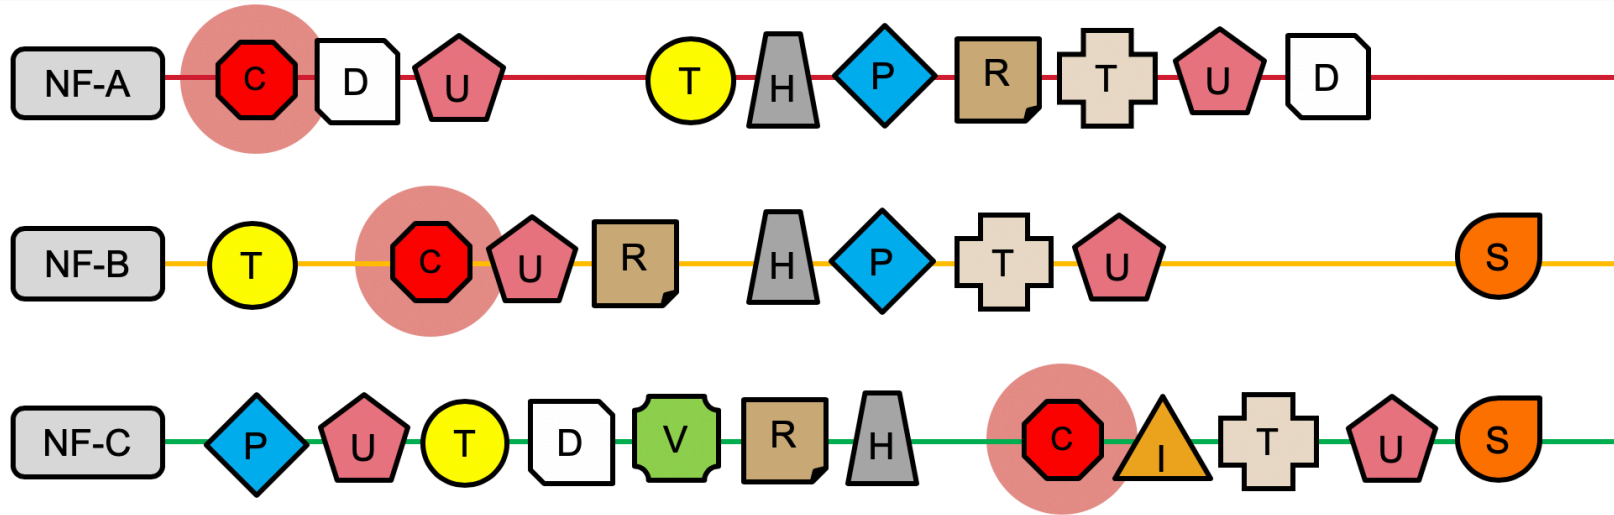 NF-A C D U T H P R T U D
NF-B T C U R H P T U S
NF-C P U T D V R H C I T U S